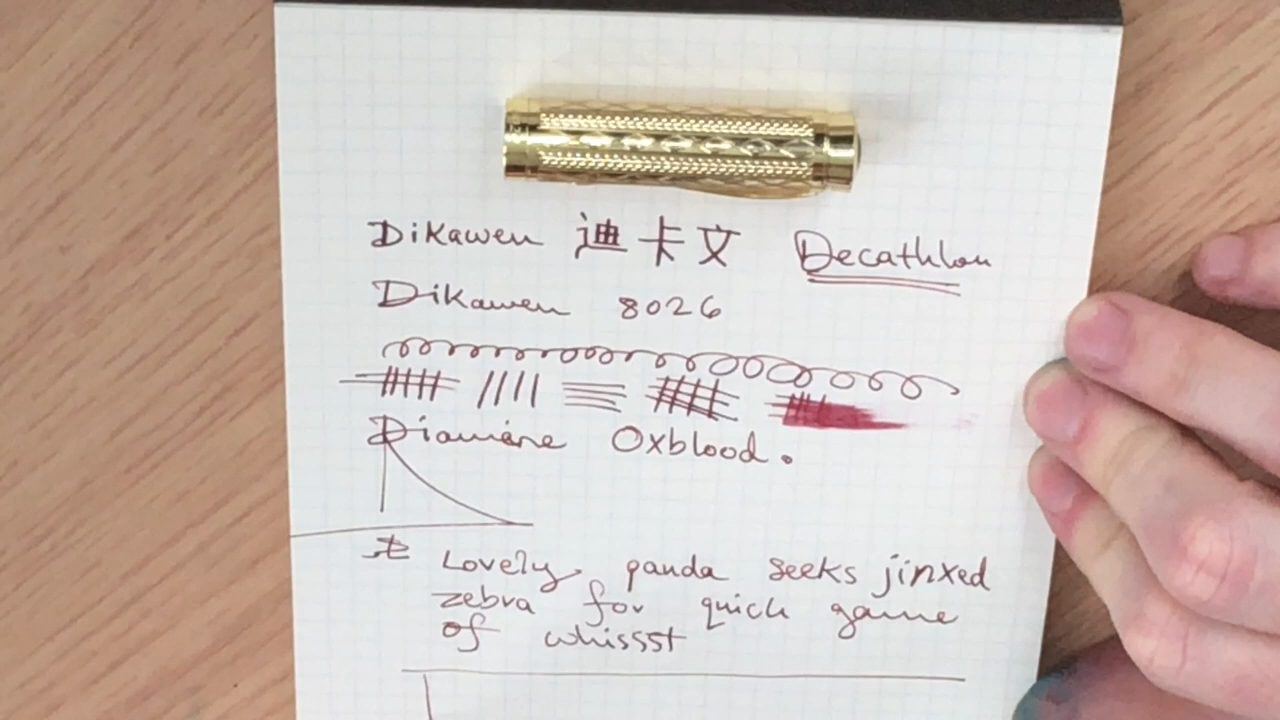 Dikawen 迪卡文 Decathlon
Dikawen 8026
Diamine Oxblood.
Lovely panda seeks jinxed
zebra for quick game
of whissst